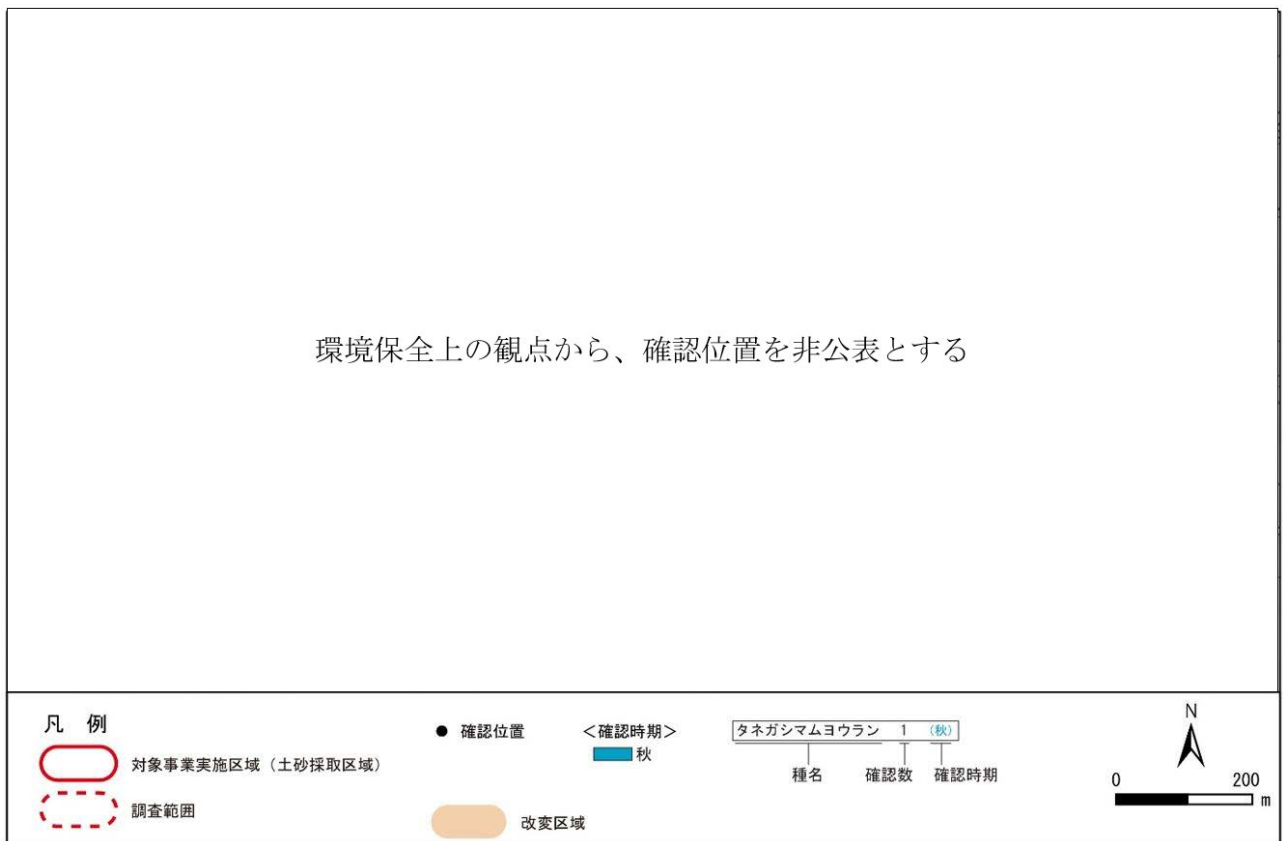 環境保全上の観点から、確認位置を非公表とする
凡 例
対象事業実施区域（土砂採取区域）
調査範囲
● 確認位置
＜確認時期＞
秋
改変区域
タネガシマムヨウラン 1 (秋)
種名 確認数 確認時期
N
0 200
m